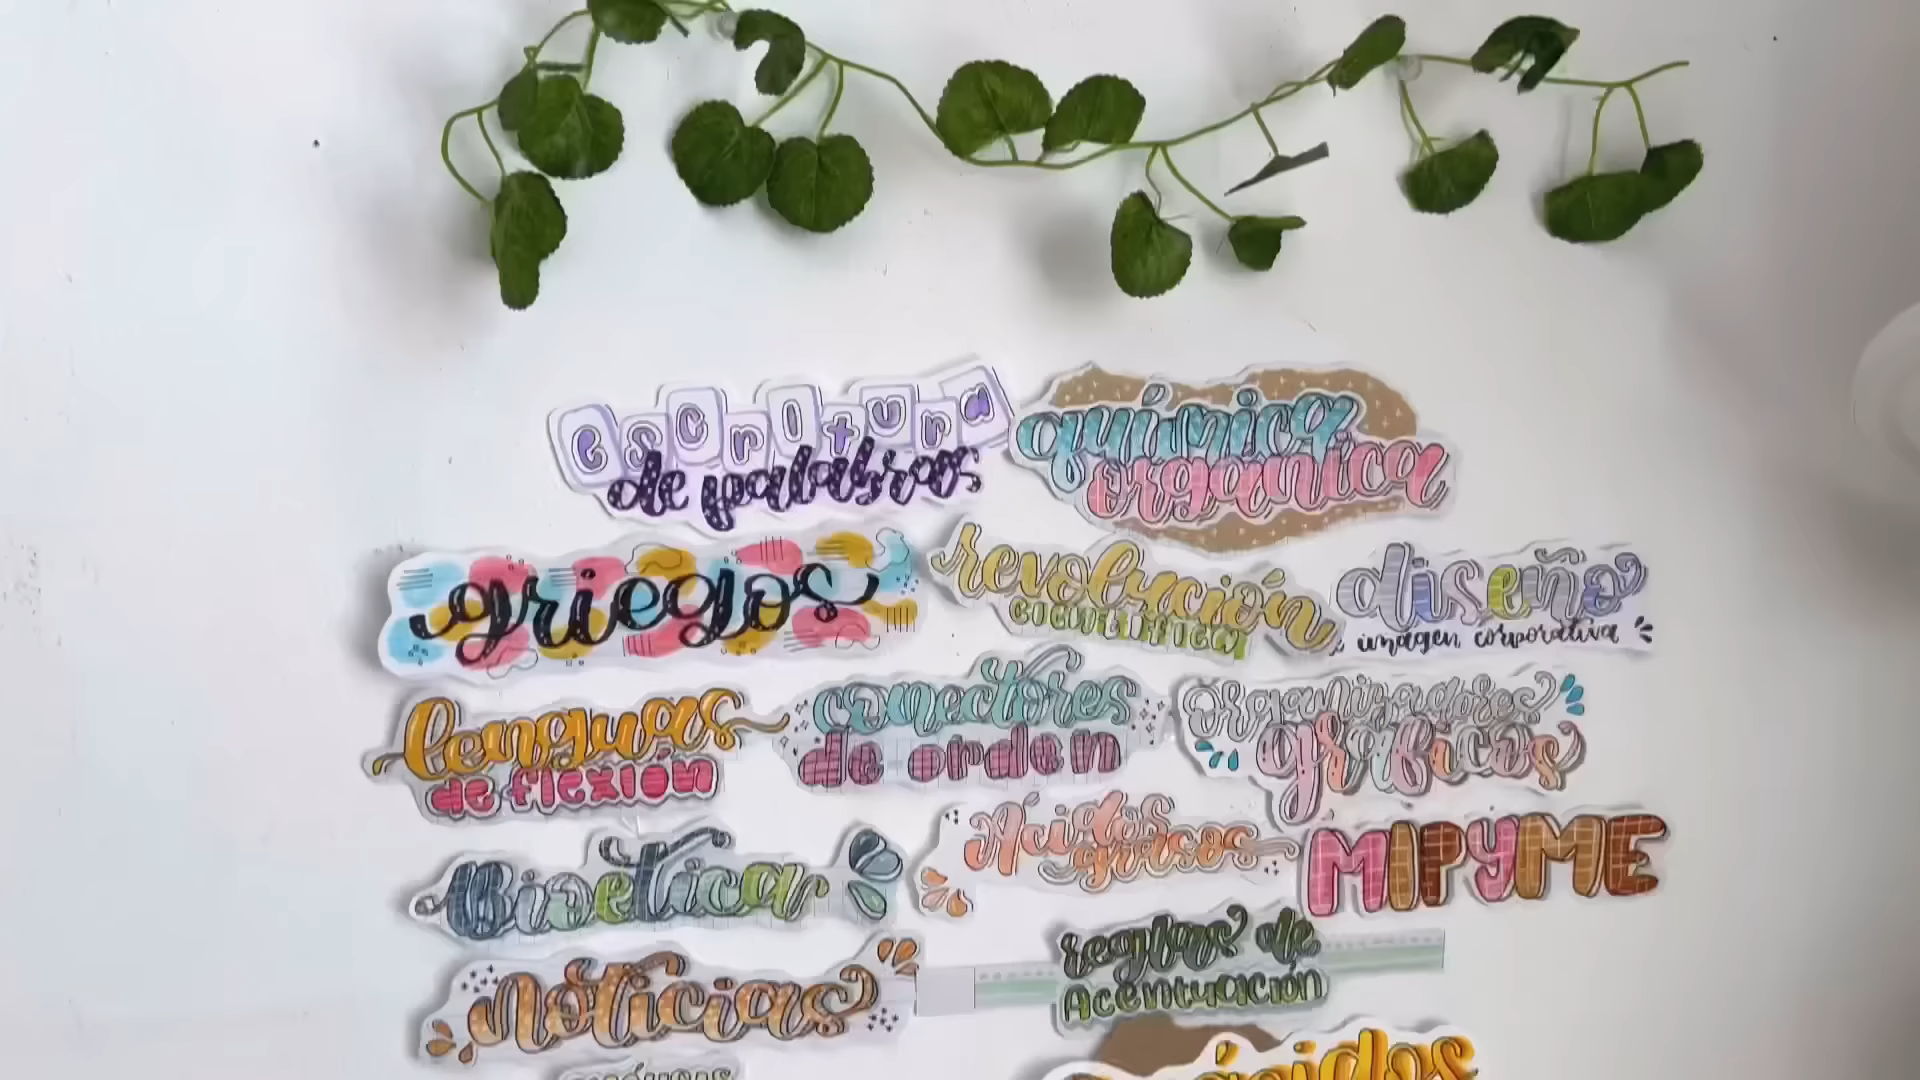 escritura
de palabras
química
orgánica
griegos
revolución
científica
diseño
imagen corporativa
lenguas
de flexión
conectores
de orden
Organizadores
gráficos
Bioética
Ácidos
grasos
MIPYME
Noticias
reglas de
Acentuación